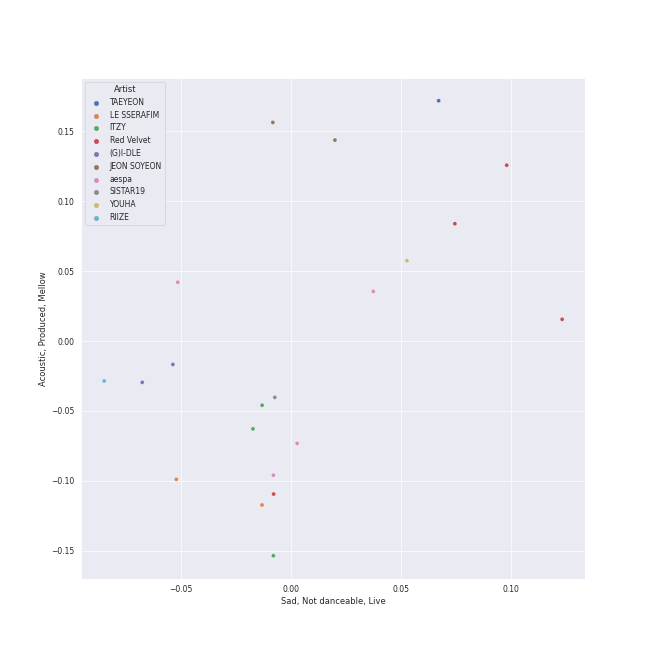 Artist
TAEYEON
LE SSERAFIM
ITZY
Red Velvet
(G)I-DLE
JEON SOYEON
aespa
SISTAR19
YOUHA
RIIZE
0.15
0.10
0.05
0.00
−0.05
−0.10
−0.15
Acoustic, Produced, Mellow
−0.05
0.00
0.05
0.10
Sad, Not danceable, Live